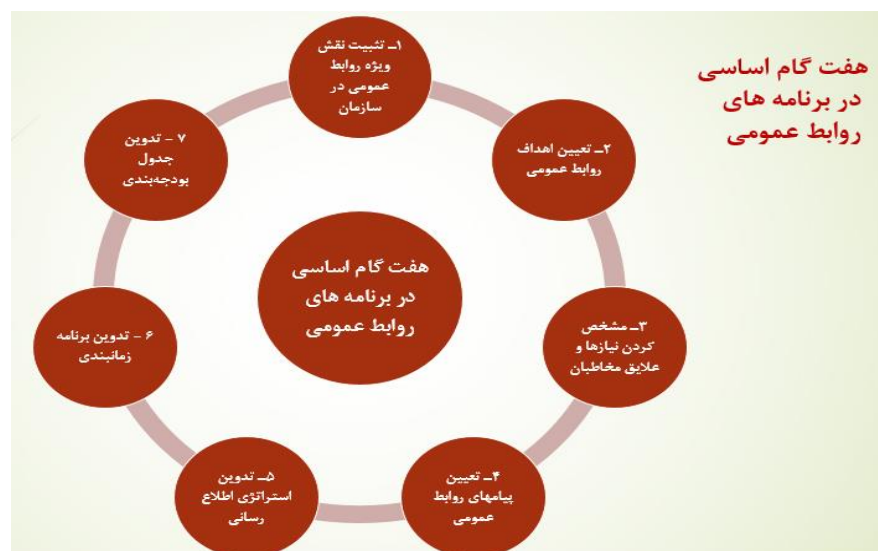 هفت گام اساسی
در برنامه های
روابط عمومی
۱ـ تثبیت نقش
ویژه روابط
عمومی در
سازمان
۲ـ تعیین اهداف
روابط عمومی
۳ـ مشخص
کردن نیازها و
علایق مخاطبان
۴ـ تعیین
پیامهای روابط
عمومی
۵ـ تدوین
استراتژی اطلاع
رسانی
۶ - تدوین برنامه
زمانبندی
۷ - تدوین
جدول
بودجه‌بندی
هفت گام اساسی
در برنامه های
روابط عمومی